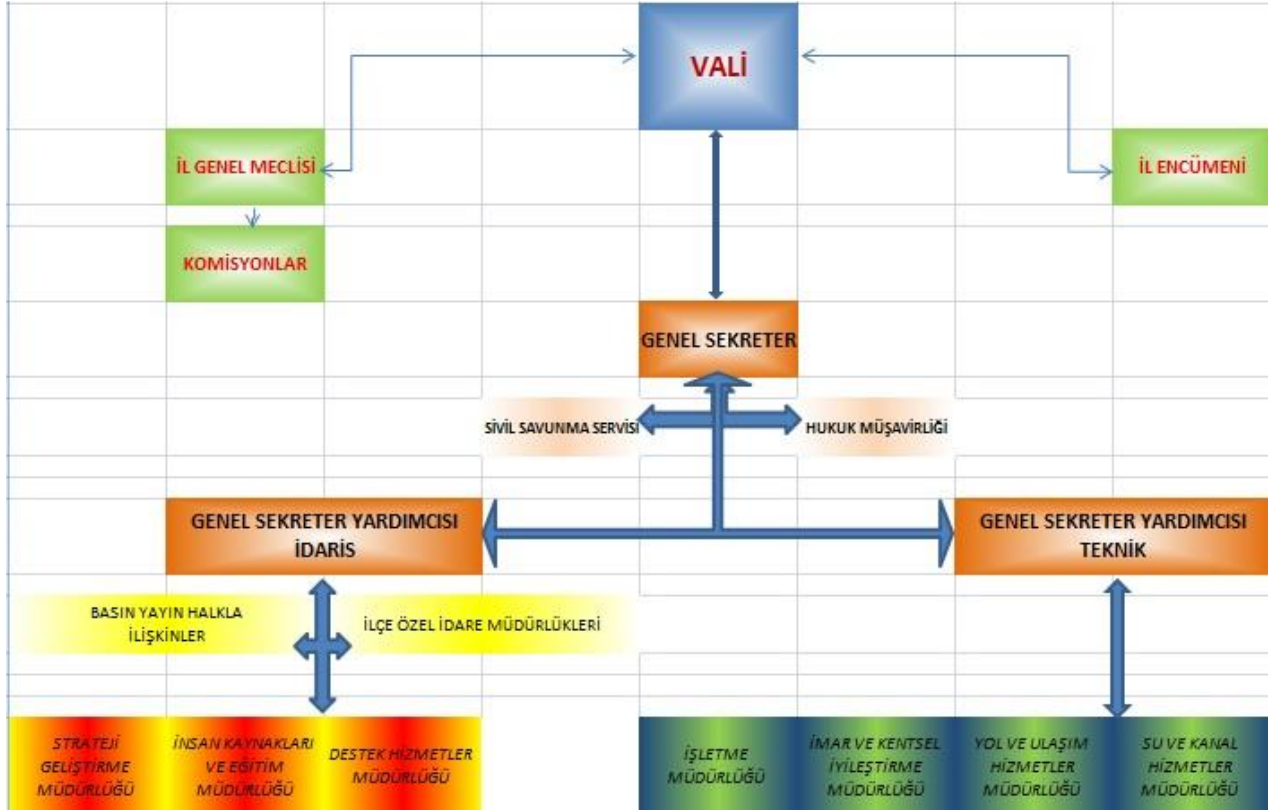 VALİ
İL GENEL MECLİSİ
İL ENCÜMENİ
KOMİSYONLAR
GENEL SEKRETER
SİVİL SAVUNMA SERVİSİ
HUKUK MÜŞAVİRLİĞİ
GENEL SEKRETER YARDIMCISI
İDARİS
GENEL SEKRETER YARDIMCISI
TEKNİK
BASIN YAYIN HALKLA
İLİŞKİNLER
İLÇE ÖZEL İDARE MÜDÜRLÜKLERİ
STRATEJİ
GELİŞTİRME
MÜDÜRLÜĞÜ
İNSAN KAYNAKLARI
VE EĞİTİM
MÜDÜRLÜĞÜ
DESTEK HİZMETLER
MÜDÜRLÜĞÜ
İŞLETME
MÜDÜRLÜĞÜ
İMAR VE KENTSEL
İYİLEŞTİRME
MÜDÜRLÜĞÜ
YOL VE ULAŞIM
HİZMETLER
MÜDÜRLÜĞÜ
SU VE KANAL
HİZMETLER
MÜDÜRLÜĞÜ